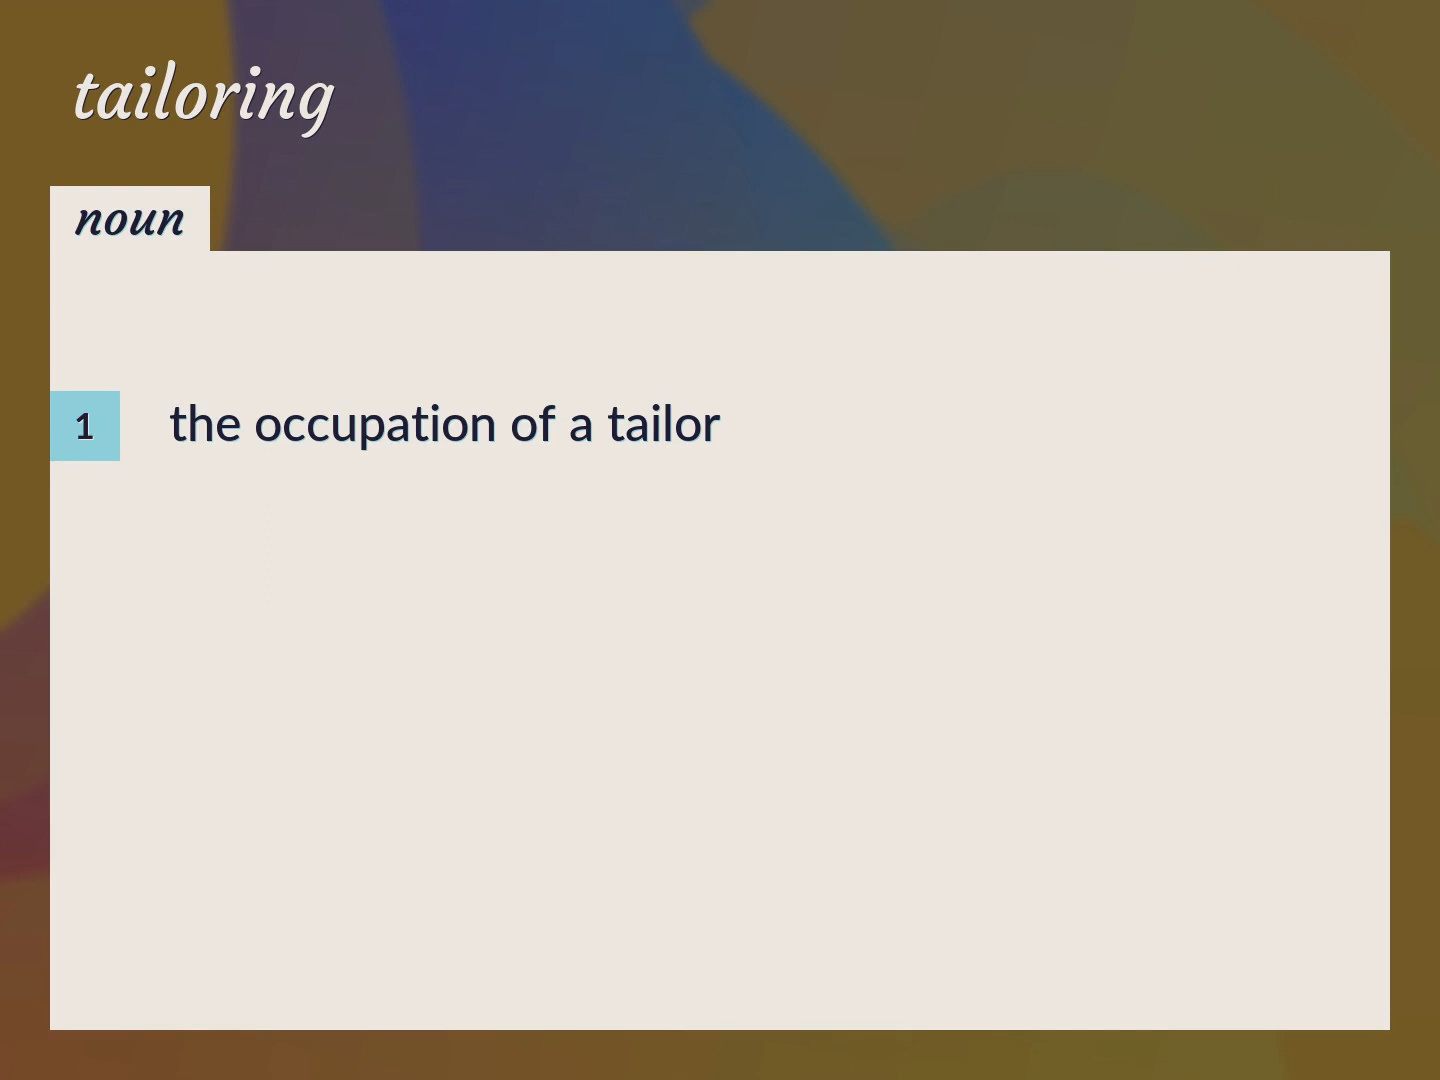 tailoring
noun
1 the occupation of a tailor